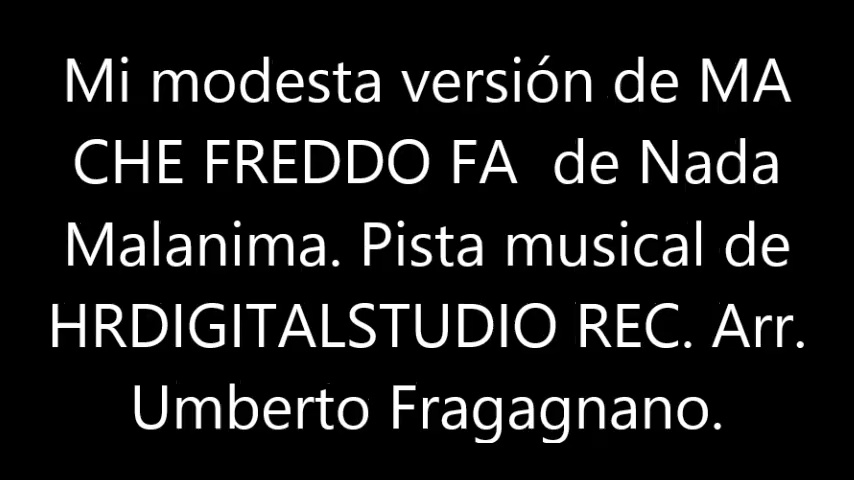 Mi modesta versión de MA
CHE FREDDO FA  de Nada
Malanima. Pista musical de
HRDIGITALSTUDIO REC. Arr.
Umberto Fragagnano.